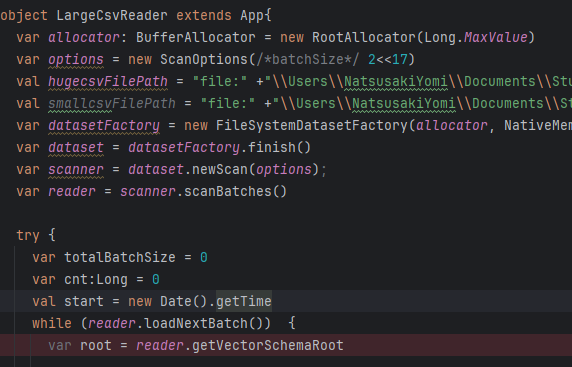 object LargeCsvReader extends App{
var allocator: BufferAllocator = new RootAllocator(Long.MaxValue)
var options = new ScanOptions(/*batchSize*/ 2<<17)
val hugecsvFilePath = "file:" +"\\Users\\NatsusakiYomi\\Documents\\Stu
val smallcsvFilePath = "file:" +"\\Users\\NatsusakiYomi\\Documents\\St
var datasetFactory = new FileSystemDatasetFactory(allocator, NativeMem
var dataset = datasetFactory.finish()
var scanner = dataset.newScan(options);
var reader = scanner.scanBatches()
try {
var totalBatchSize = 0
var cnt:Long = 0
val start = new Date().getTime
while (reader.loadNextBatch()) {
var root = reader.getVectorSchemaRoot